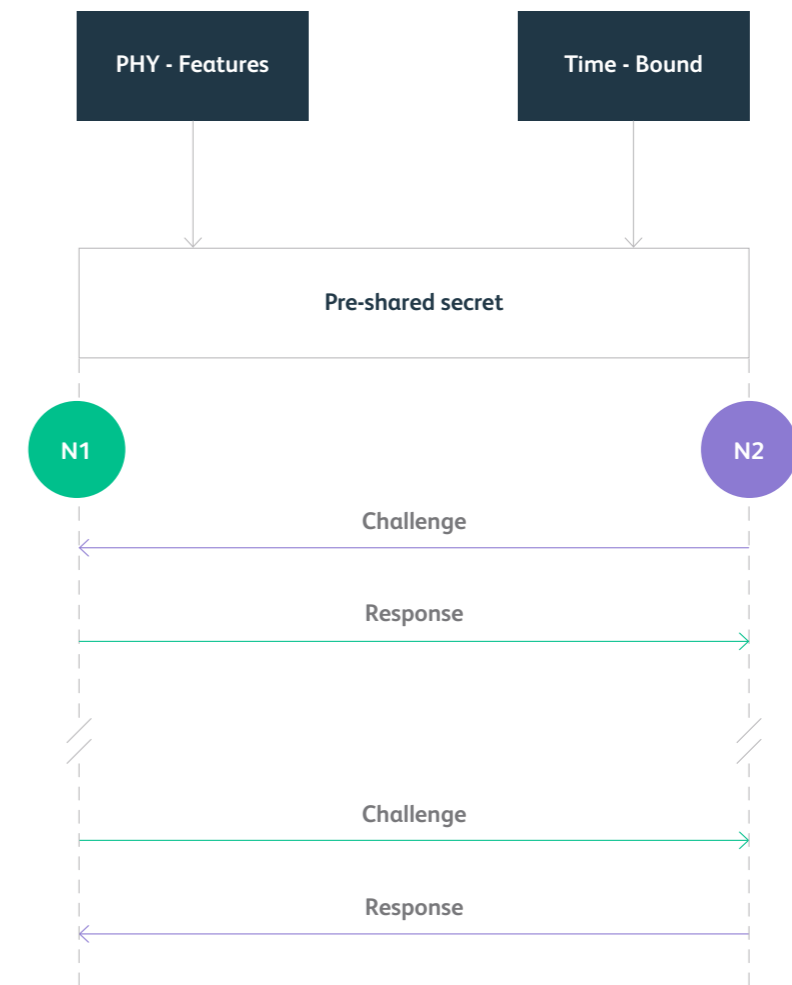 PHY - Features
Time - Bound
Pre-shared secret
N1
N2
Challenge
Response
Challenge
Response